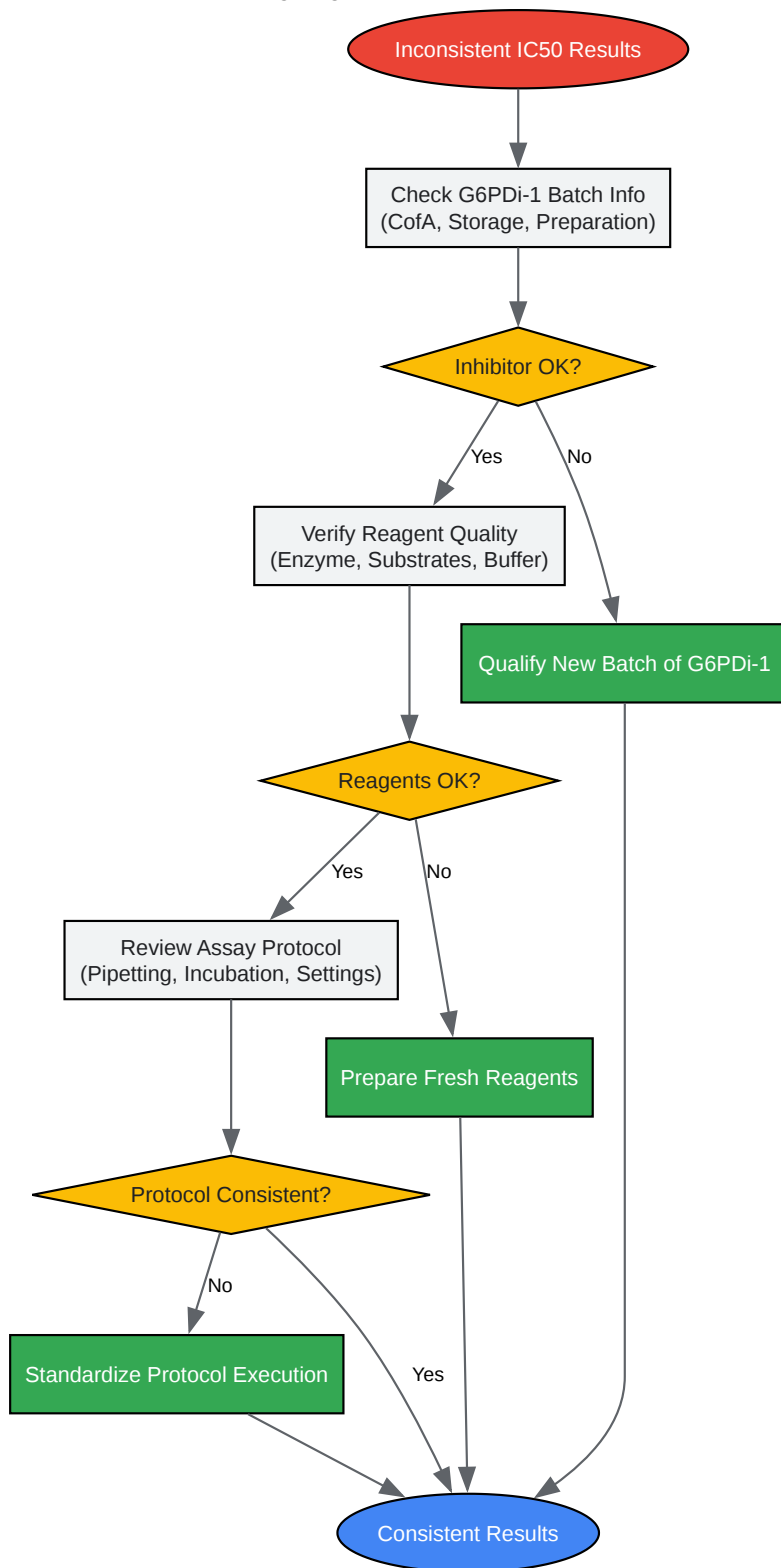 Inconsistent IC50 Results
Check G6PDi-1 Batch Info
(CofA, Storage, Preparation)
Inhibitor OK?
Yes
No
Verify Reagent Quality
(Enzyme, Substrates, Buffer)
Qualify New Batch of G6PDi-1
Reagents OK?
Yes
No
Review Assay Protocol
(Pipetting, Incubation, Settings)
Prepare Fresh Reagents
Protocol Consistent?
No
Yes
Standardize Protocol Execution
Consistent Results